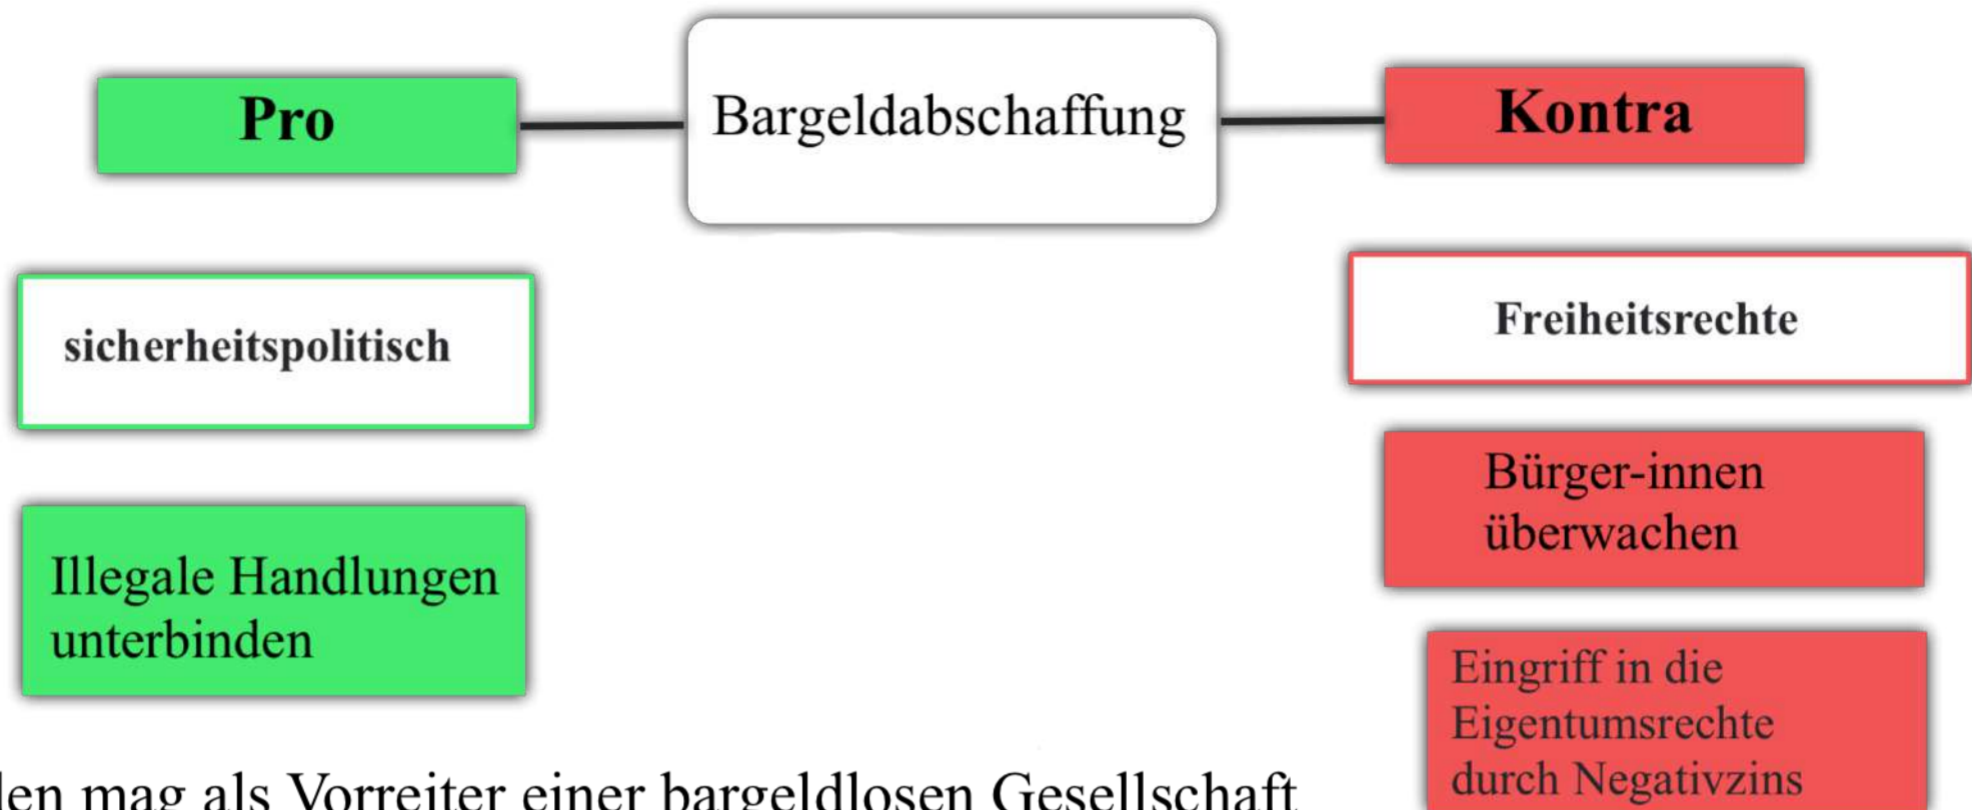 Pro
Bargeldabschaffung
Kontra
sicherheitspolitisch
Freiheitsrechte
Illegale Handlungen
unterbinden
Bürger-innen
überwachen
Eingriff in die
Eigentumsrechte
durch Negativzins
mag als Vorreiter einer bargeldlosen Gesellschaft